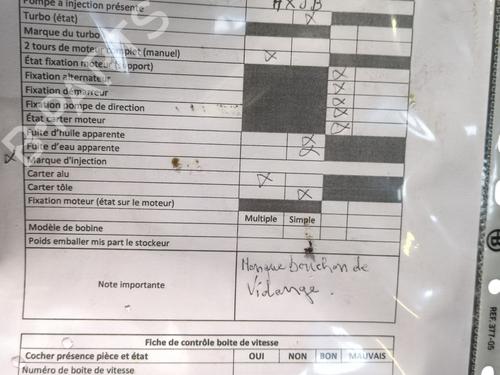 Pompe à injection présente
Turbo (état)
Marque du turbo
2 tours de moteur complet (manuel)
État fixation moteur (support)
Fixation alternateur
Fixation démarreur
Fixation pompe de direction
État carter moteur
Fuite d'huile apparente
Fuite d'eau apparente
Marque d'injection
Carter alu
Carter tôle
Fixation moteur (état sur le moteur)
Multiple Simple
Modèle de bobine
Poids emballer mis part le stockeur
Note importante
Manque bouchon de
Vidange.
Fiche de contrôle boite de vitesse
Cocher présence pièce et état OUI NON BON MAUVAIS
Numéro de boite de vitesse
B-PARTS
REF. 377-05